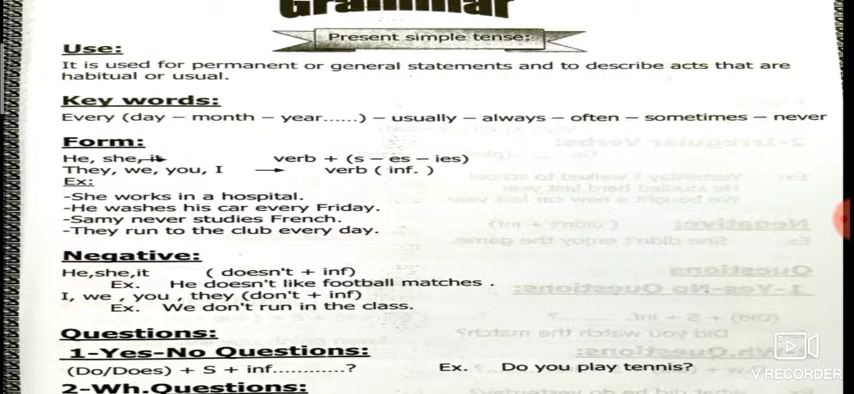 Grammar
Present simple tense:
Use:
It is used for permanent or general statements and to describe acts that are
habitual or usual.
Key words:
Every (day – month – year......) – usually – always – often – sometimes – never
Form:
He, she, it verb + (s – es – ies)
They, we, you, I → verb ( inf. )
Ex:
-She works in a hospital.
-He washes his car every Friday.
-Samy never studies French.
-They run to the club every day.
Negative:
He,she,it ( doesn't + inf)
Ex. He doesn't like football matches .
I, we , you , they (don't + inf)
Ex. We don't run in the class.
Questions:
1-Yes-No Questions:
(Do/Does) + S + inf............? Ex. Do you play tennis?
2-Wh.Questions:
V.RECORDER